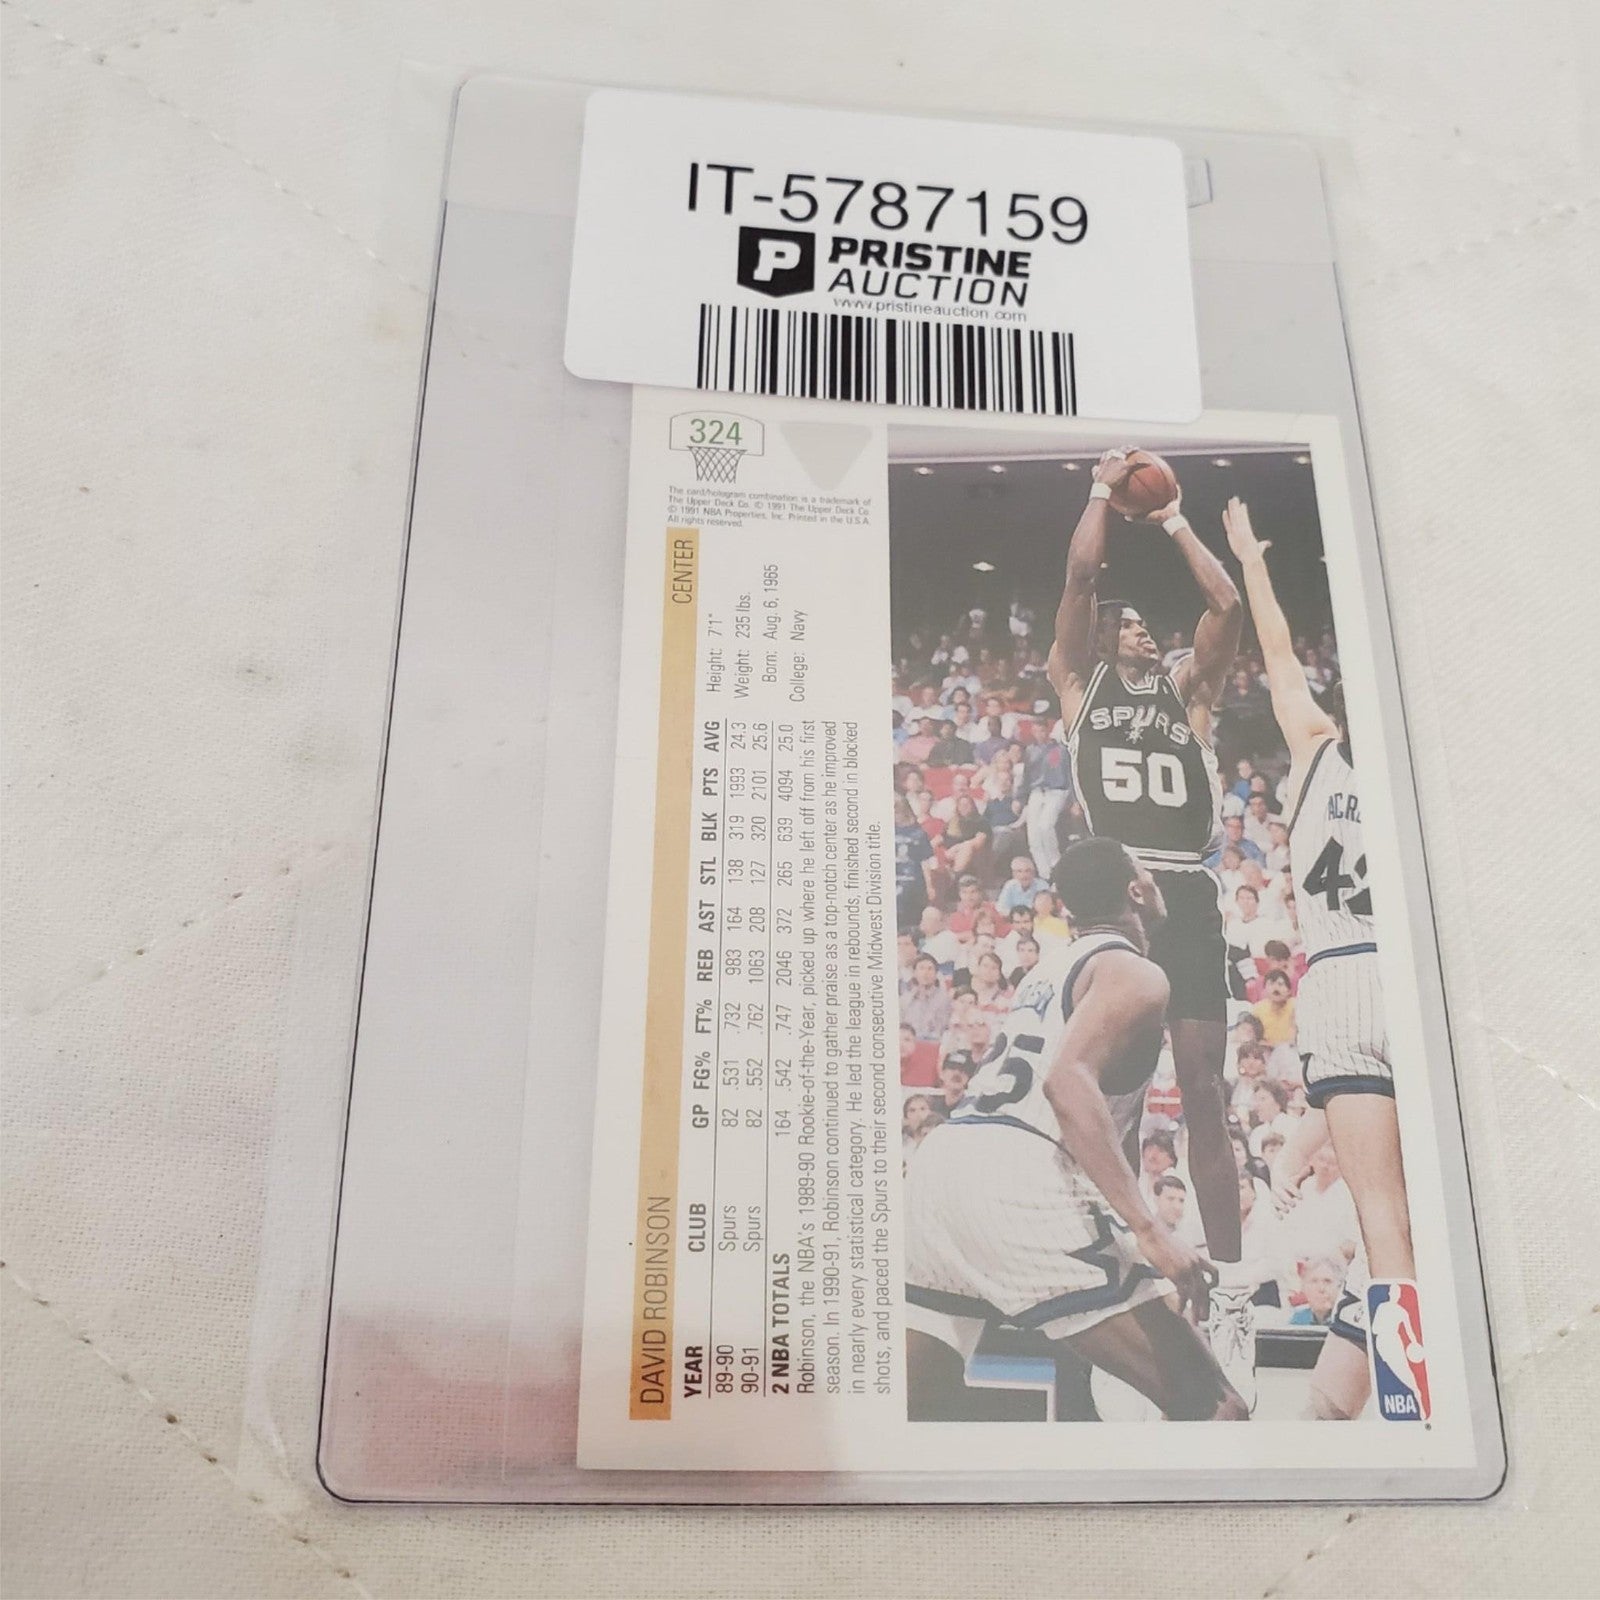 IT-5787159
PRISTINE
AUCTION
www.pristineauction.com
324
The card/hologram combination is a trademark of
The Upper Deck Co. © 1991 The Upper Deck Co.
© 1991 NBA Properties, Inc. Printed in the U.S.A.
All rights reserved.
DAVID ROBINSON CENTER
Height: 7'1"
Weight: 235 lbs.
Born: Aug. 6, 1965
College: Navy
YEAR CLUB GP FG% FT% REB AST STL BLK PTS AVG
89-90 Spurs 82 .531 .732 983 164 138 319 1993 24.3
90-91 Spurs 82 .552 .762 1063 208 127 320 2101 25.6
2 NBA TOTALS 164 .542 .747 2046 372 265 639 4094 25.0
Robinson, the NBA's 1989-90 Rookie-of-the-Year, picked up where he left off from his first
season. In 1990-91, Robinson continued to gather praise as a top-notch center as he improved
in nearly every statistical category. He led the league in rebounds, finished second in blocked
shots, and paced the Spurs to their second consecutive Midwest Division title.
SPURS
50
ACR
42
25
NBA